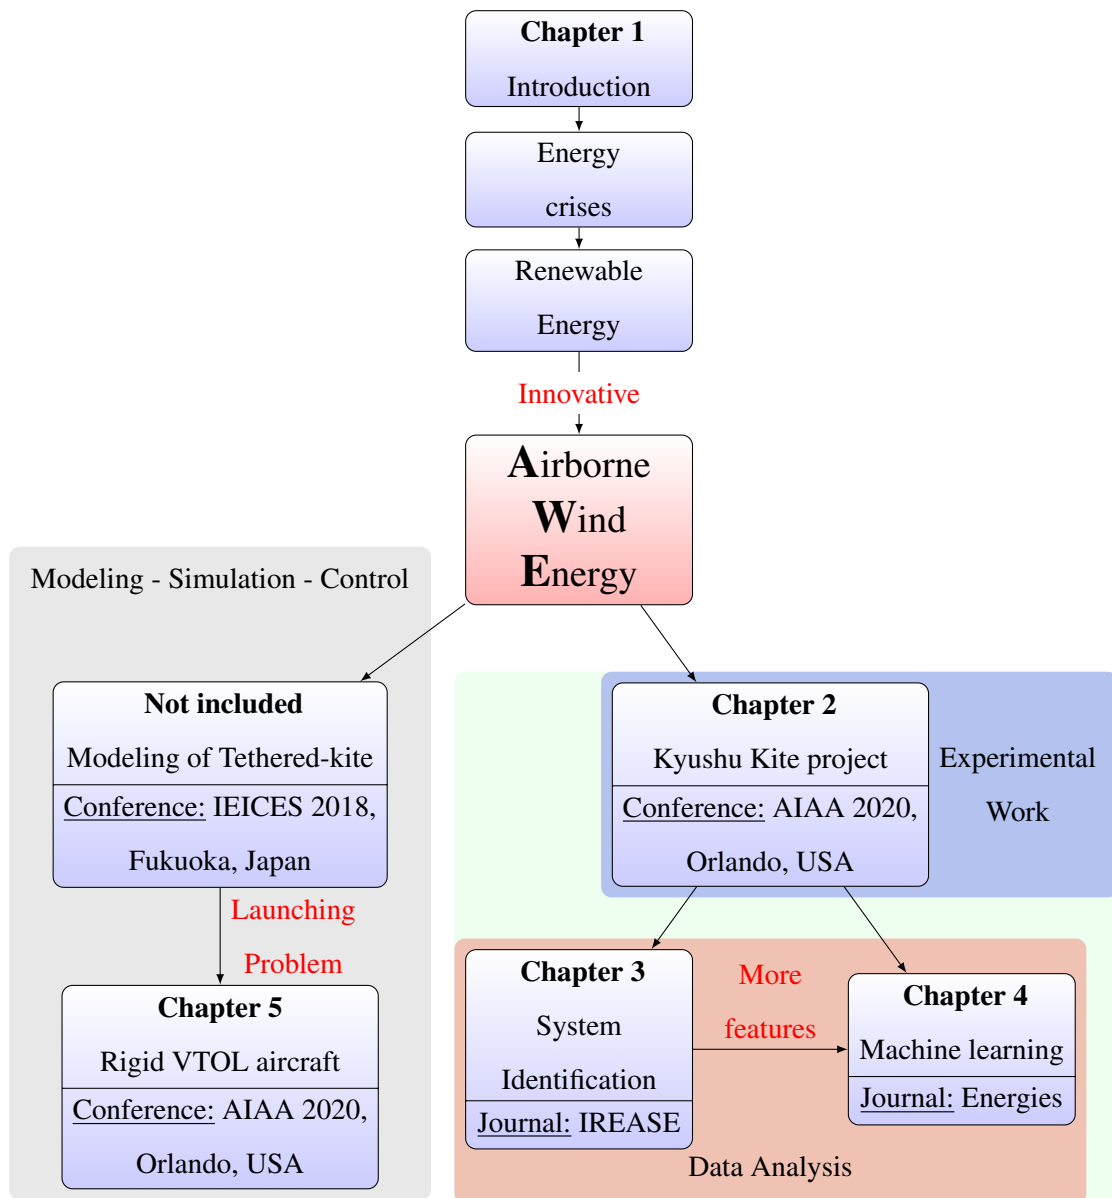 Chapter 1
Introduction
Energy
crises
Renewable
Energy
Innovative
Airborne
Wind
Energy
Modeling - Simulation - Control
Not included
Modeling of Tethered-kite
Conference: IEICES 2018,
Fukuoka, Japan
Launching
Problem
Chapter 5
Rigid VTOL aircraft
Conference: AIAA 2020,
Orlando, USA
Chapter 2
Kyushu Kite project
Conference: AIAA 2020,
Orlando, USA
Experimental
Work
Chapter 3
System
Identification
Journal: IREASE
More
features
Chapter 4
Machine learning
Journal: Energies
Data Analysis